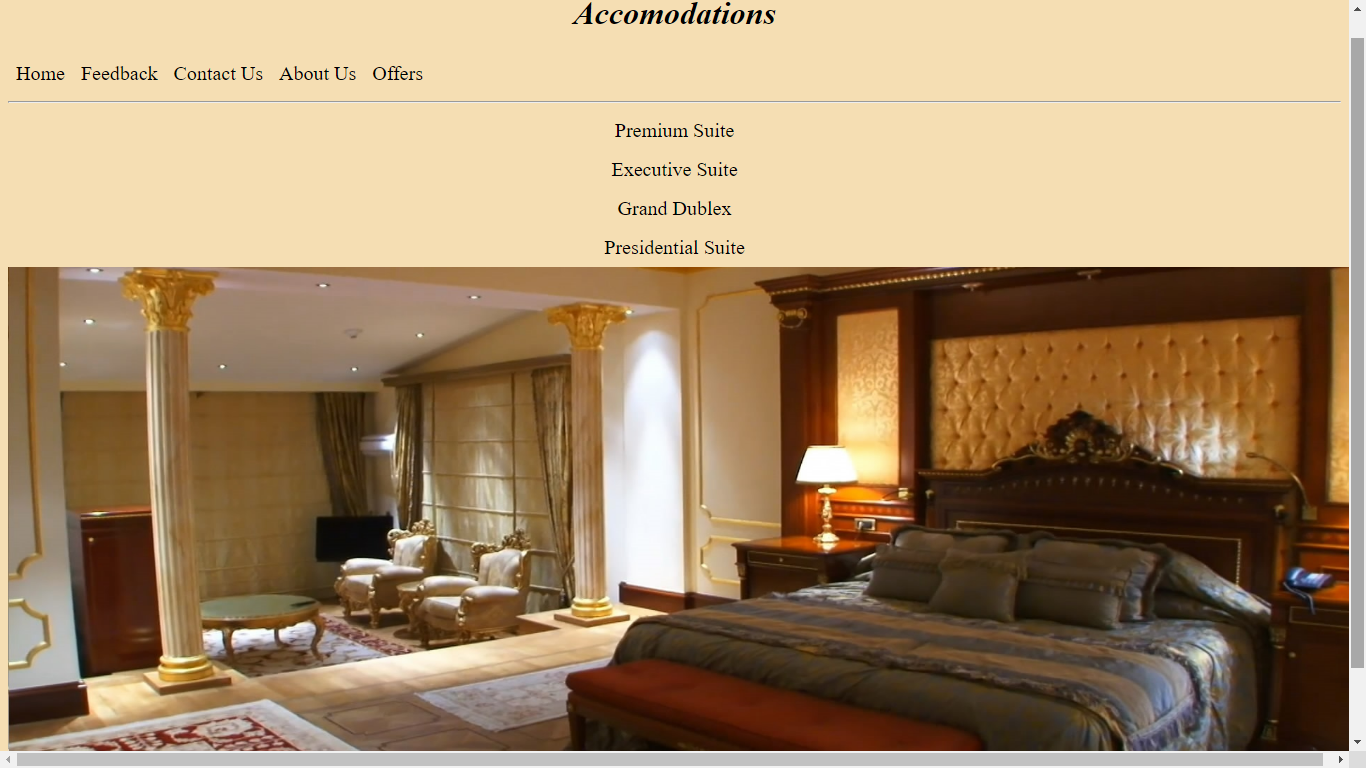 Accomodations
Home Feedback Contact Us About Us Offers
Premium Suite
Executive Suite
Grand Dublex
Presidential Suite